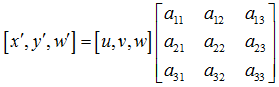 [x′, y′, w′] = [u, v, w] [a₁₁ a₁₂ a₁₃
a₂₁ a₂₂ a₂₃
a₃₁ a₃₂ a₃₃]